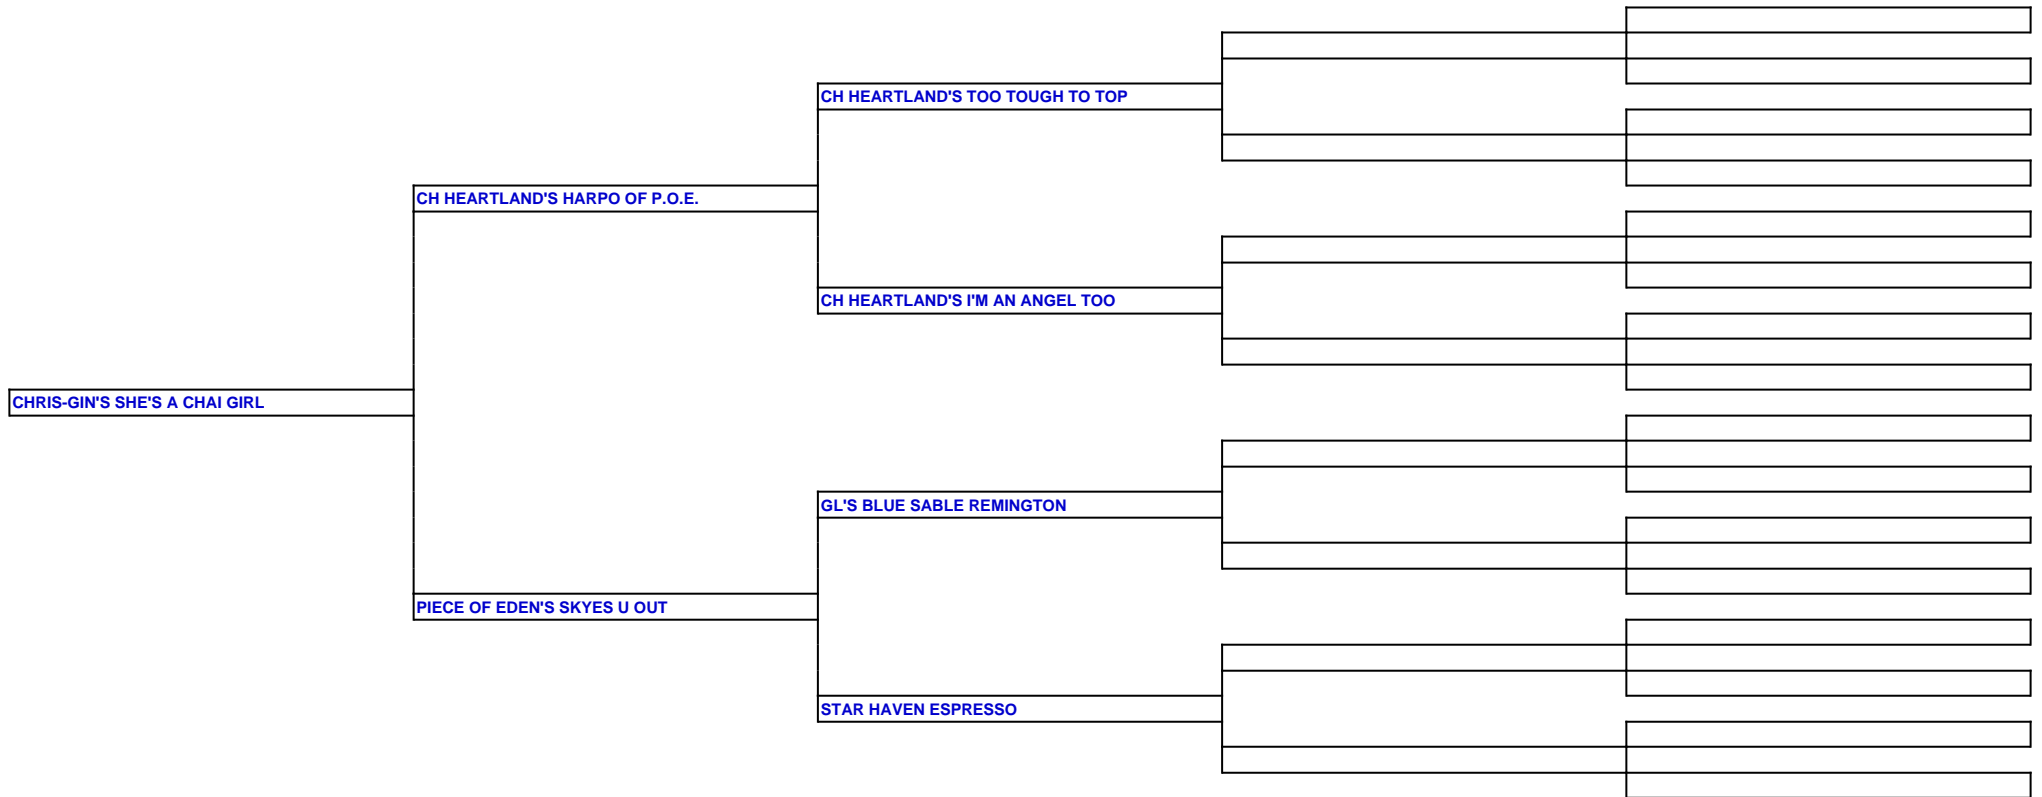 CH HEARTLAND'S TOO TOUGH TO TOP
CH HEARTLAND'S HARPO OF P.O.E.
CH HEARTLAND'S I'M AN ANGEL TOO
CHRIS-GIN'S SHE'S A CHAI GIRL
GL'S BLUE SABLE REMINGTON
PIECE OF EDEN'S SKYES U OUT
STAR HAVEN ESPRESSO